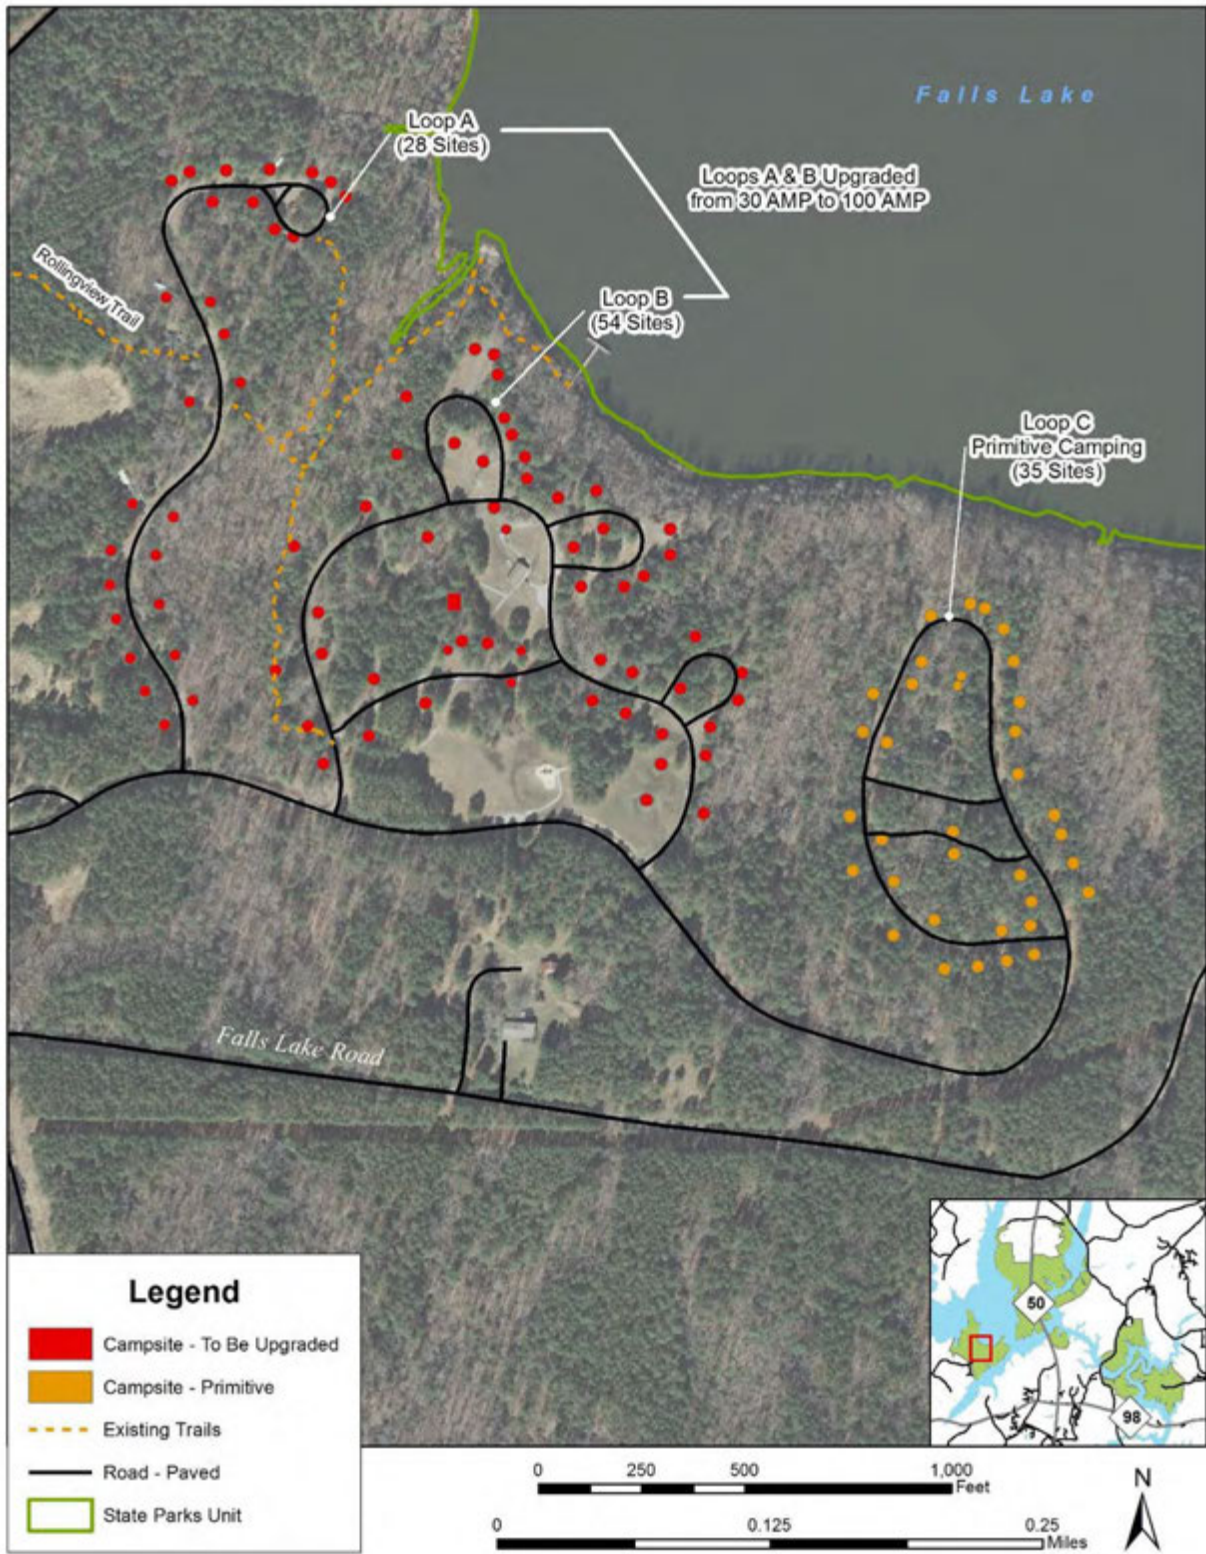 Falls Lake
Loop A
(28 Sites)
Loops A & B Upgraded
from 30 AMP to 100 AMP
Rollingview Trail
Loop B
(54 Sites)
Loop C
Primitive Camping
(35 Sites)
Falls Lake Road
50
98
Legend
Campsite - To Be Upgraded
Campsite - Primitive
Existing Trails
Road - Paved
State Parks Unit
0 250 500 1,000
Feet
0 0.125 0.25
Miles
N